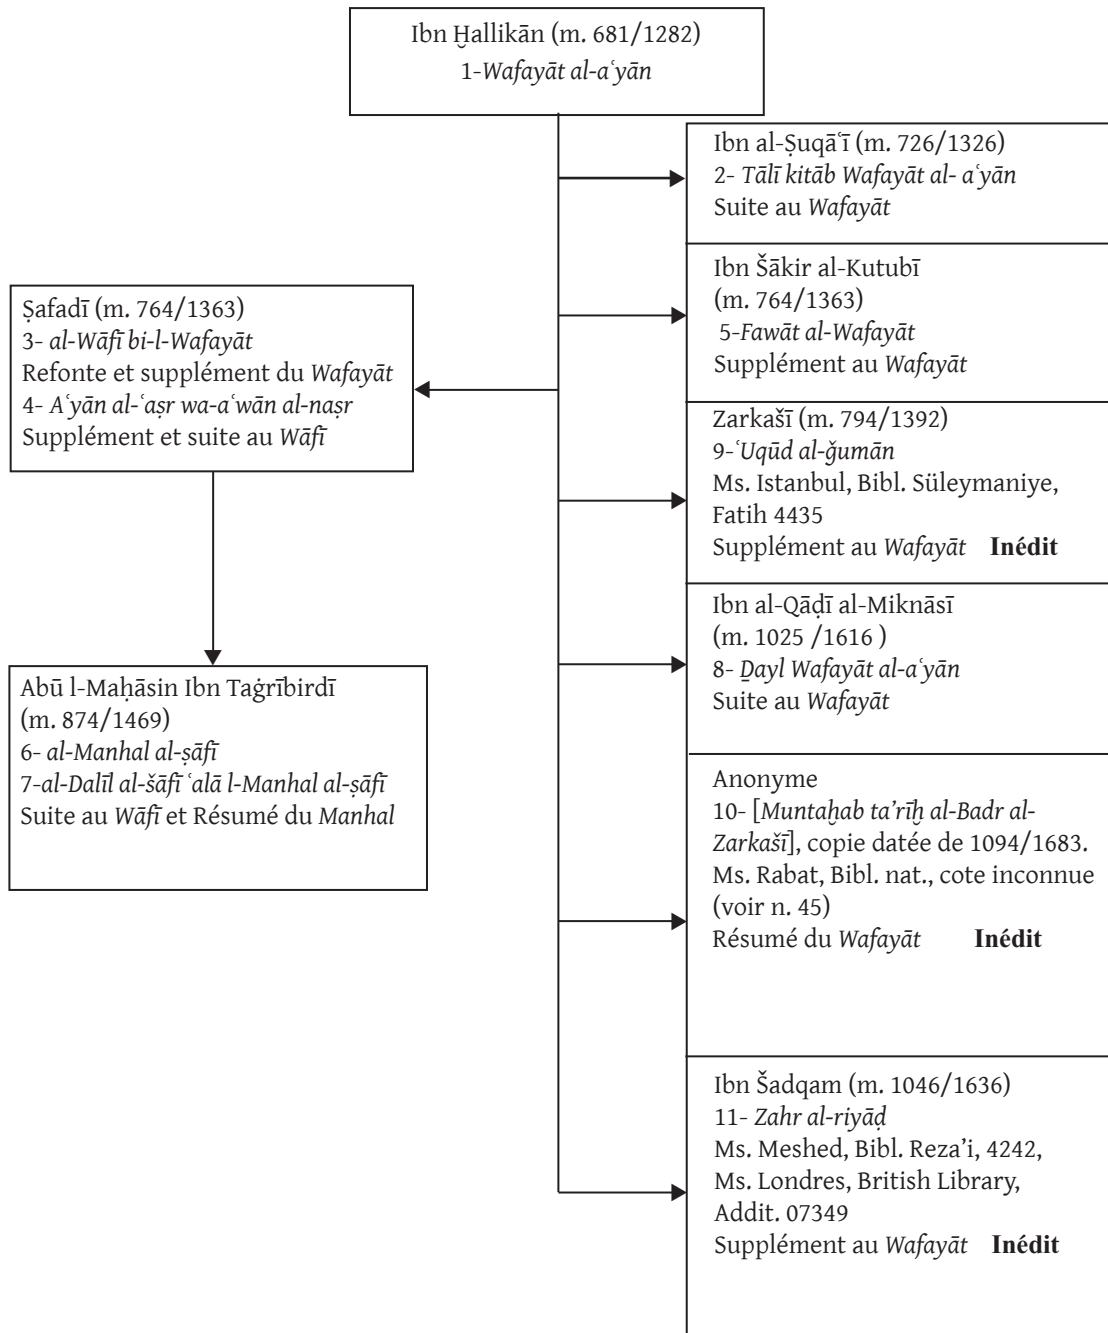 Ibn Ḫallikān (m. 681/1282)
1-Wafayāt al-aʿyān
Ibn al-Ṣuqāʿī (m. 726/1326)
2- Tālī kitāb Wafayāt al- aʿyān
Suite au Wafayāt
Ibn Šākir al-Kutubī
(m. 764/1363)
5-Fawāt al-Wafayāt
Supplément au Wafayāt
Ṣafadī (m. 764/1363)
3- al-Wāfī bi-l-Wafayāt
Refonte et supplément du Wafayāt
4- Aʿyān al-ʿaṣr wa-aʿwān al-naṣr
Supplément et suite au Wāfī
Zarkašī (m. 794/1392)
9-ʿUqūd al-ǧumān
Ms. Istanbul, Bibl. Süleymaniye,
Fatih 4435
Supplément au Wafayāt Inédit
Ibn al-Qāḍī al-Miknāsī
(m. 1025 /1616 )
8- Ḏayl Wafayāt al-aʿyān
Suite au Wafayāt
Abū l-Maḥāsin Ibn Taġrībirdī
(m. 874/1469)
6- al-Manhal al-ṣāfī
7-al-Dalīl al-šāfī ʿalā l-Manhal al-ṣāfī
Suite au Wāfī et Résumé du Manhal
Anonyme
10- [Muntaḫab ta’rīḫ al-Badr al-
Zarkašī], copie datée de 1094/1683.
Ms. Rabat, Bibl. nat., cote inconnue
(voir n. 45)
Résumé du Wafayāt Inédit
Ibn Šadqam (m. 1046/1636)
11- Zahr al-riyāḍ
Ms. Meshed, Bibl. Reza’i, 4242,
Ms. Londres, British Library,
Addit. 07349
Supplément au Wafayāt Inédit